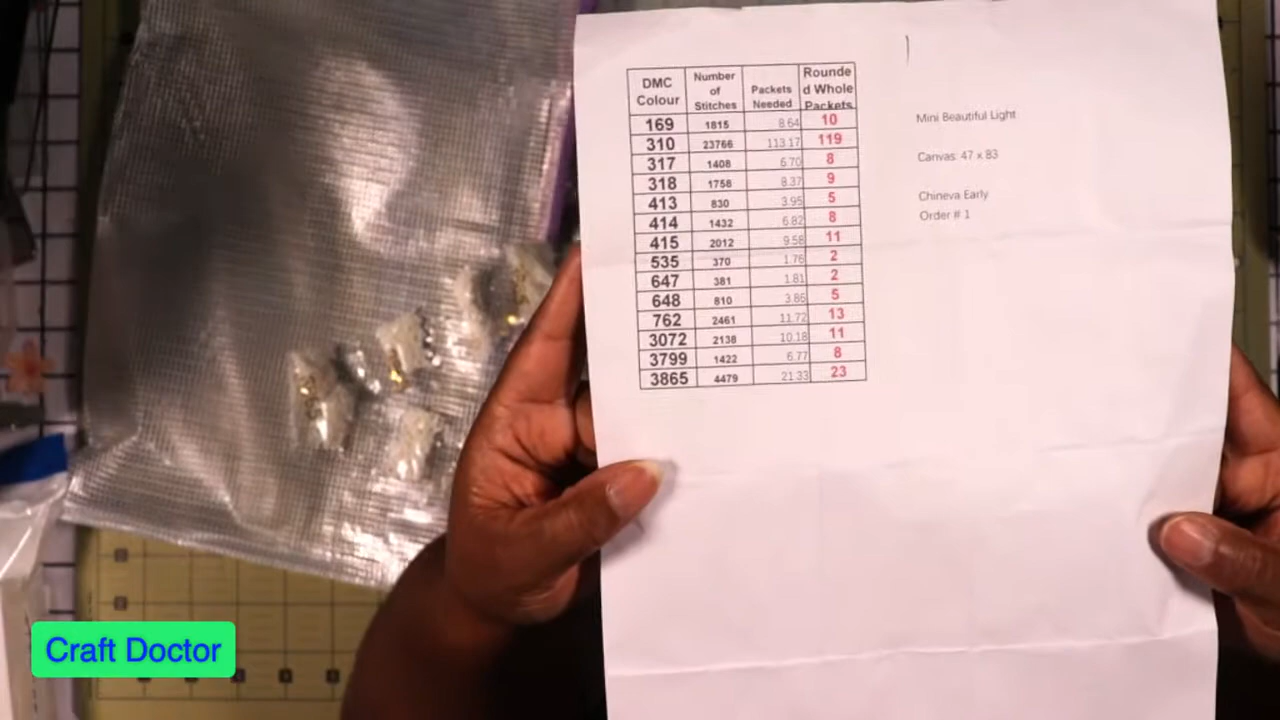 DMC Colour | Number of Stitches | Packets Needed | Rounde d Whole Packets
169 | 1815 | 8.64 | 10
310 | 23766 | 113.17 | 119
317 | 1408 | 6.70 | 8
318 | 1758 | 8.37 | 9
413 | 830 | 3.95 | 5
414 | 1432 | 6.82 | 8
415 | 2012 | 9.58 | 11
535 | 370 | 1.76 | 2
647 | 381 | 1.81 | 2
648 | 810 | 3.86 | 5
762 | 2461 | 11.72 | 13
3072 | 2138 | 10.18 | 11
3799 | 1422 | 6.77 | 8
3865 | 4479 | 21.33 | 23
Mini Beautiful Light
Canvas: 47 x 83
Chineva Early
Order # 1
Craft Doctor